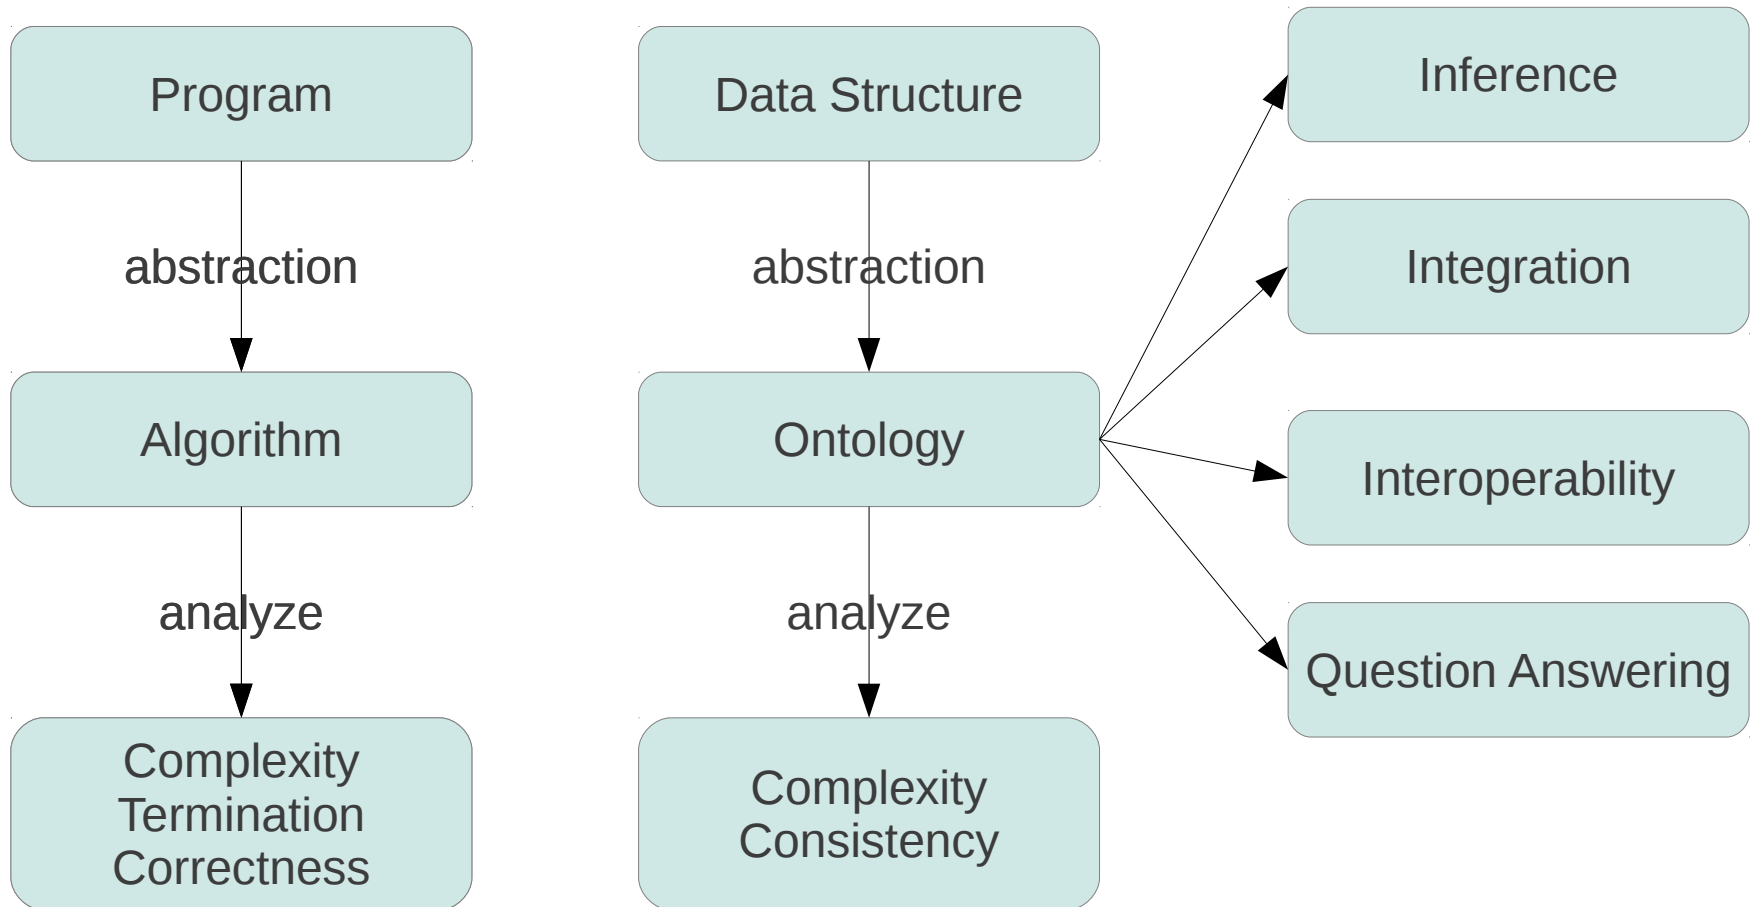 Program
abstraction
Algorithm
analyze
Complexity
Termination
Correctness
Data Structure
abstraction
Ontology
analyze
Complexity
Consistency
Inference
Integration
Interoperability
Question Answering